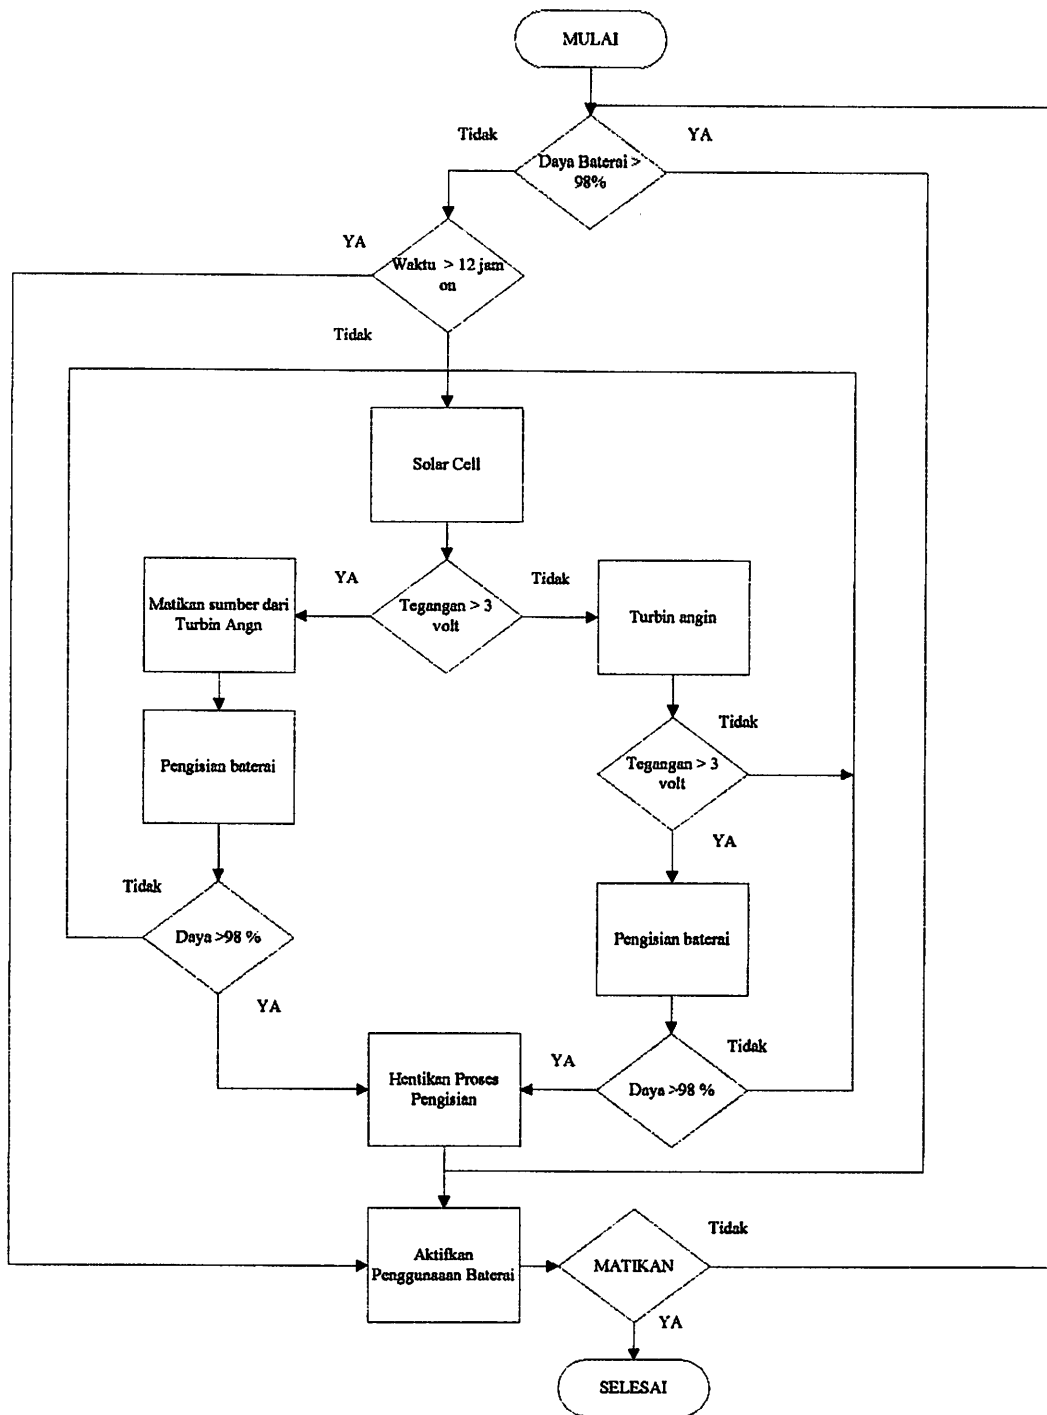 MULAI
Tidak
YA
Daya Baterai >
98%
YA
Waktu > 12 jam
on
Tidak
Solar Cell
YA
Tidak
Matikan sumber dari
Turbin Angn
Tegangan > 3
volt
Turbin angin
Tidak
Pengisian baterai
Tegangan > 3
volt
YA
Tidak
Daya >98 %
Pengisian baterai
YA
Hentikan Proses
Pengisian
YA
Tidak
Daya >98 %
Aktifkan
Penggunaaan Baterai
MATIKAN
Tidak
YA
SELESAI